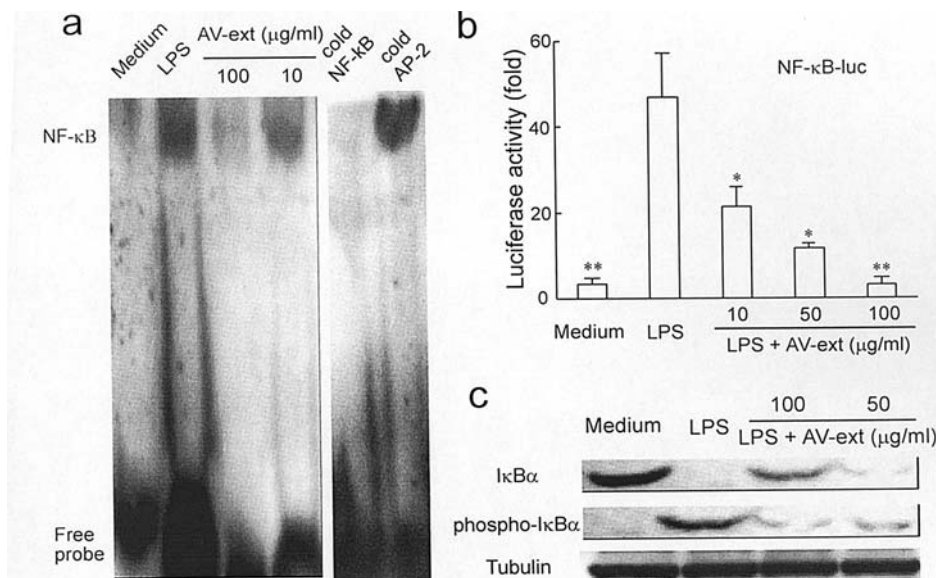 a
Medium
LPS
AV-ext (μg/ml)
100 10
cold
NF-kB
cold
AP-2
NF-κB
Free
probe
b
NF-κB-luc
Luciferase activity (fold)
60
40
20
0
**
*
*
**
Medium LPS 10 50 100
LPS + AV-ext (μg/ml)
c
Medium LPS 100 50
LPS + AV-ext (μg/ml)
IκBα
phospho-IκBα
Tubulin